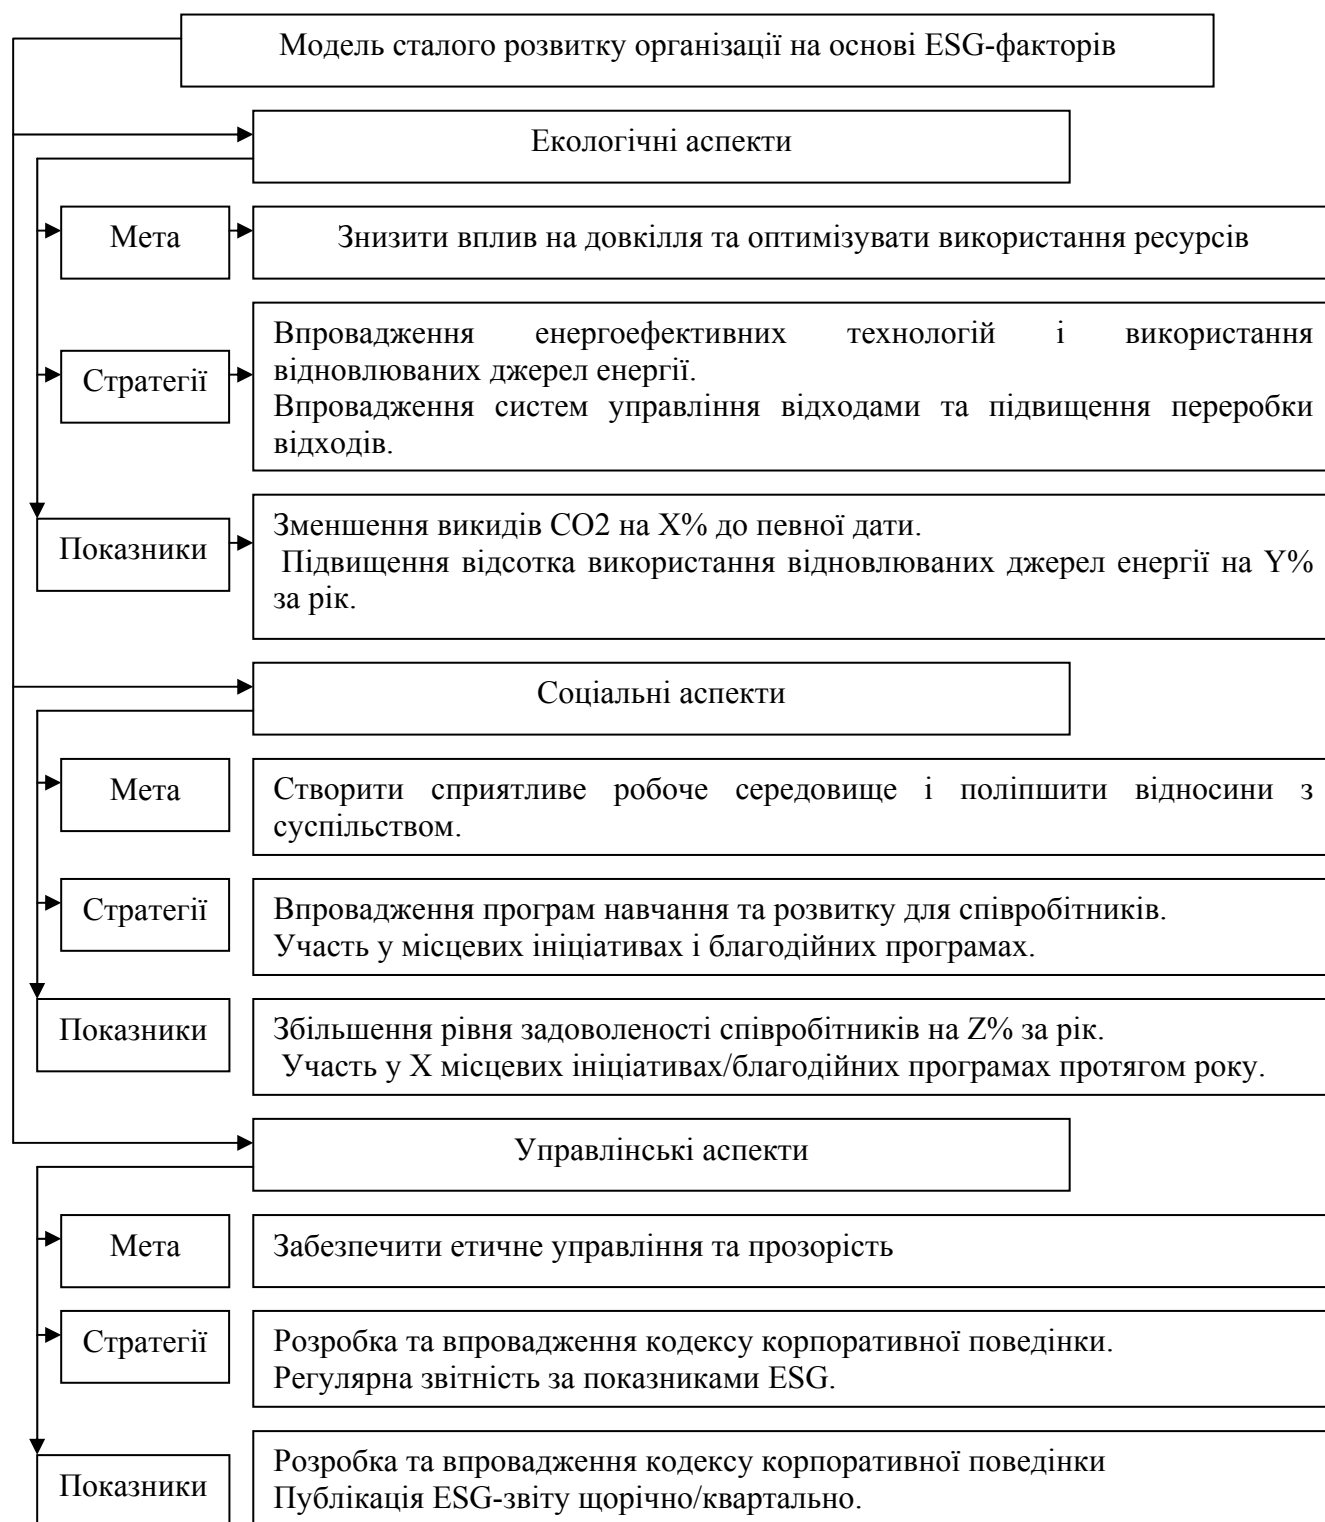 Модель сталого розвитку організації на основі ESG-факторів
Екологічні аспекти
Мета
Знизити вплив на довкілля та оптимізувати використання ресурсів
Стратегії
Впровадження енергоефективних технологій і використання
відновлюваних джерел енергії.
Впровадження систем управління відходами та підвищення переробки
відходів.
Показники
Зменшення викидів CO2 на X% до певної дати.
Підвищення відсотка використання відновлюваних джерел енергії на Y%
за рік.
Соціальні аспекти
Мета
Створити сприятливе робоче середовище і поліпшити відносини з
суспільством.
Стратегії
Впровадження програм навчання та розвитку для співробітників.
Участь у місцевих ініціативах і благодійних програмах.
Показники
Збільшення рівня задоволеності співробітників на Z% за рік.
Участь у X місцевих ініціативах/благодійних програмах протягом року.
Управлінські аспекти
Мета
Забезпечити етичне управління та прозорість
Стратегії
Розробка та впровадження кодексу корпоративної поведінки.
Регулярна звітність за показниками ESG.
Показники
Розробка та впровадження кодексу корпоративної поведінки
Публікація ESG-звіту щорічно/квартально.